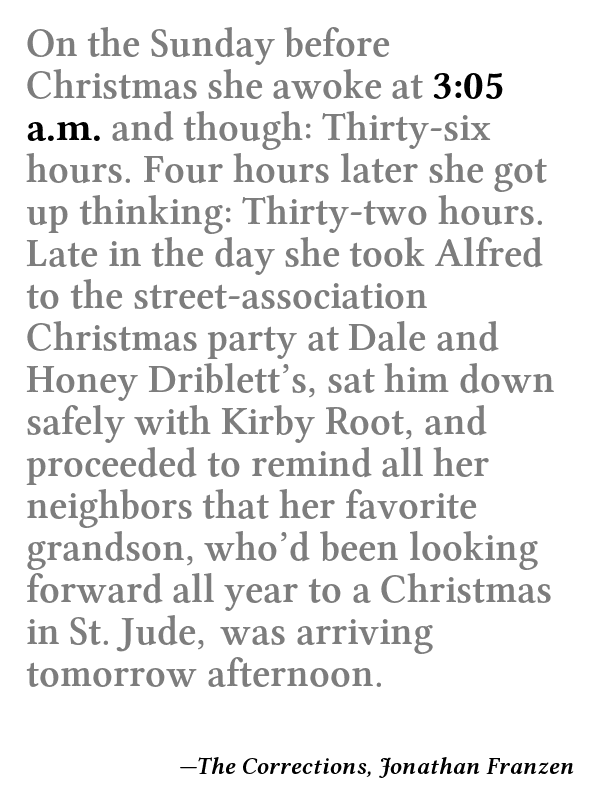 On the Sunday before
Christmas she awoke at 3:05
a.m. and though: Thirty-six
hours. Four hours later she got
up thinking: Thirty-two hours.
Late in the day she took Alfred
to the street-association
Christmas party at Dale and
Honey Driblett’s, sat him down
safely with Kirby Root, and
proceeded to remind all her
neighbors that her favorite
grandson, who’d been looking
forward all year to a Christmas
in St. Jude, was arriving
tomorrow afternoon.
—The Corrections, Jonathan Franzen